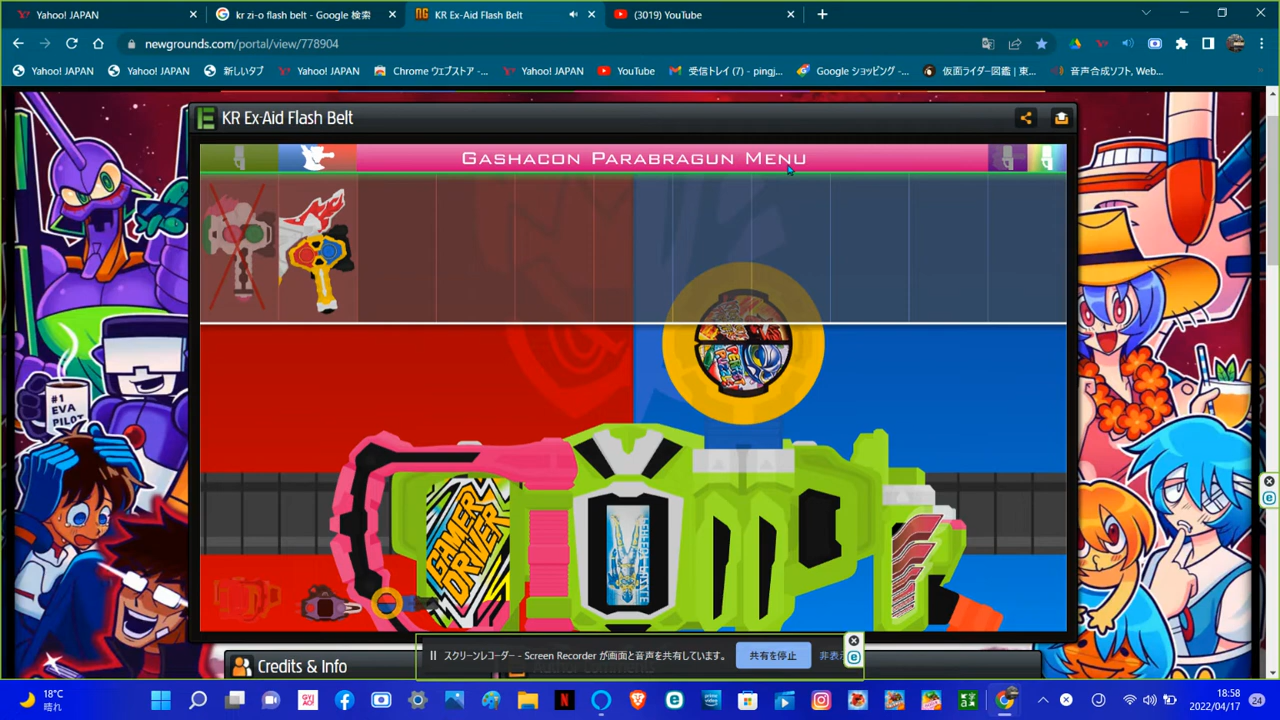 Yahoo! JAPAN
kr zi-o flash belt - Google 検索
KR Ex-Aid Flash Belt
(3019) YouTube
newgrounds.com/portal/view/778904
Yahoo! JAPAN
Yahoo! JAPAN
新しいタブ
Yahoo! JAPAN
Chrome ウェブストア - ...
Yahoo! JAPAN
YouTube
受信トレイ (7) - pingj...
Google ショッピング - ...
仮面ライダー図鑑 | 東...
音声合成ソフト, Web...
KR Ex-Aid Flash Belt
Gashacon Parabragun Menu
#1
EVA
PILOT
PERFECT
PUZZLE
GAMER
DRIVER
スクリーンレコーダー - Screen Recorder が画面と音声を共有しています。
共有を停止
非表示
Credits & Info
18°C
晴れ
18:58
2022/04/17
24